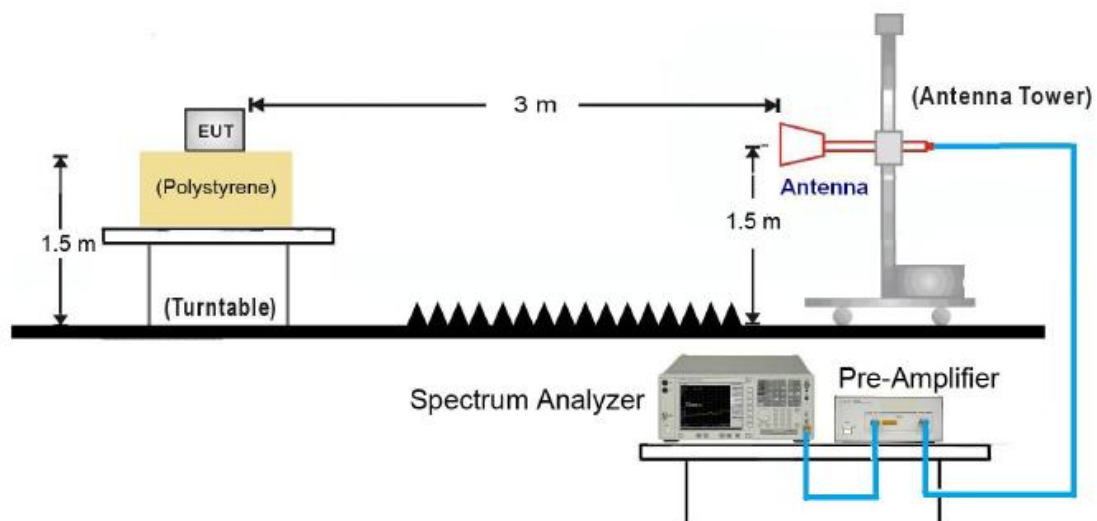 3 m
(Antenna Tower)
EUT
(Polystyrene)
Antenna
1.5 m
1.5 m
(Turntable)
Spectrum Analyzer
Pre-Amplifier